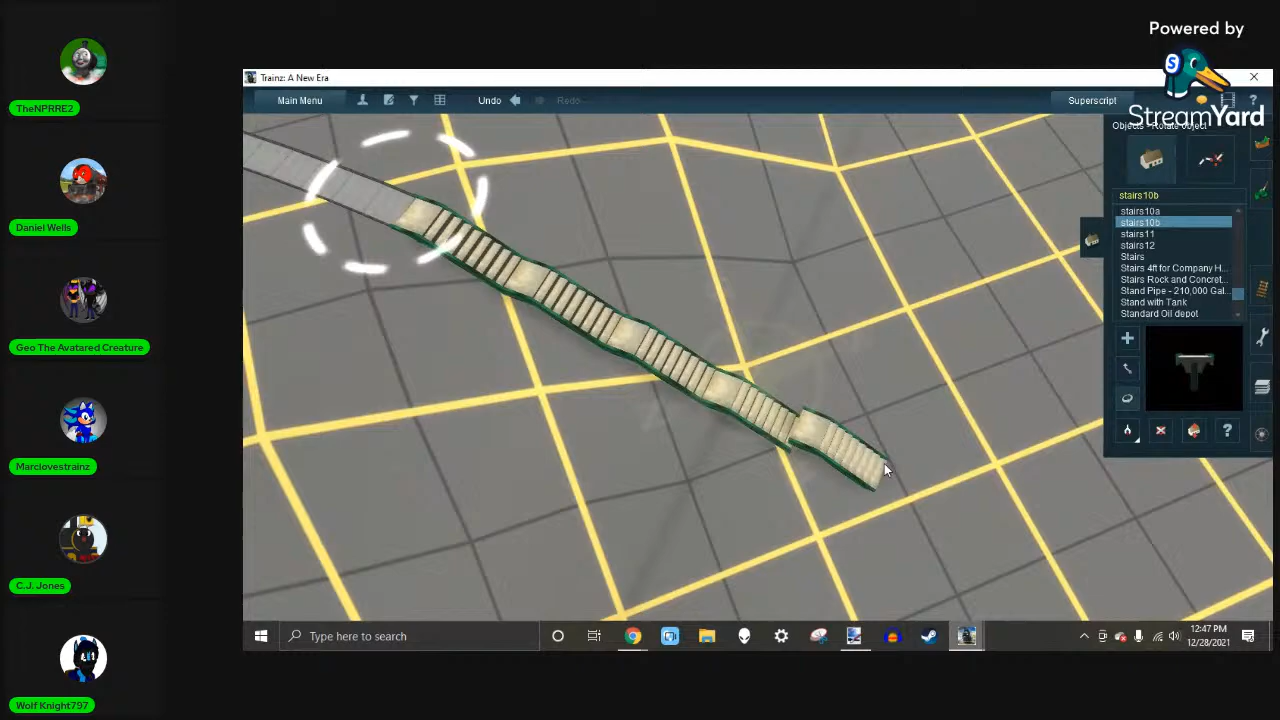 Powered by
StreamYard
TheNPRRE2
Daniel Wells
Geo The Avatared Creature
Marciovestrainz
C.J. Jones
Wolf Knight797
Trainz: A New Era
Main Menu
Undo
Redo
Superscript
?
Objects - Rotate object
stairs10b
stairs10a
stairs10b
stairs11
stairs12
Stairs
Stairs 4ft for Company H...
Stairs Rock and Concret...
Stand Pipe - 210,000 Gal...
Stand with Tank
Standard Oil depot
?
Type here to search
12:47 PM
12/28/2021